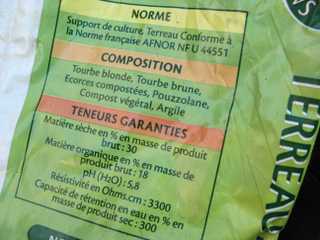 NORME
Support de culture, Terreau Conforme à
la Norme française AFNOR NF U 44551
COMPOSITION
Tourbe blonde, Tourbe brune,
Ecorces compostées, Pouzzolane,
Compost végétal, Argile
TENEURS GARANTIES
Matière sèche en % en masse de produit
brut : 30
Matière organique en % en masse de
produit brut : 18
pH (H2O) : 5,8
Résistivité en Ohms.cm : 3300
Capacité de rétention en eau en % en
masse de produit sec : 300
TERREAU